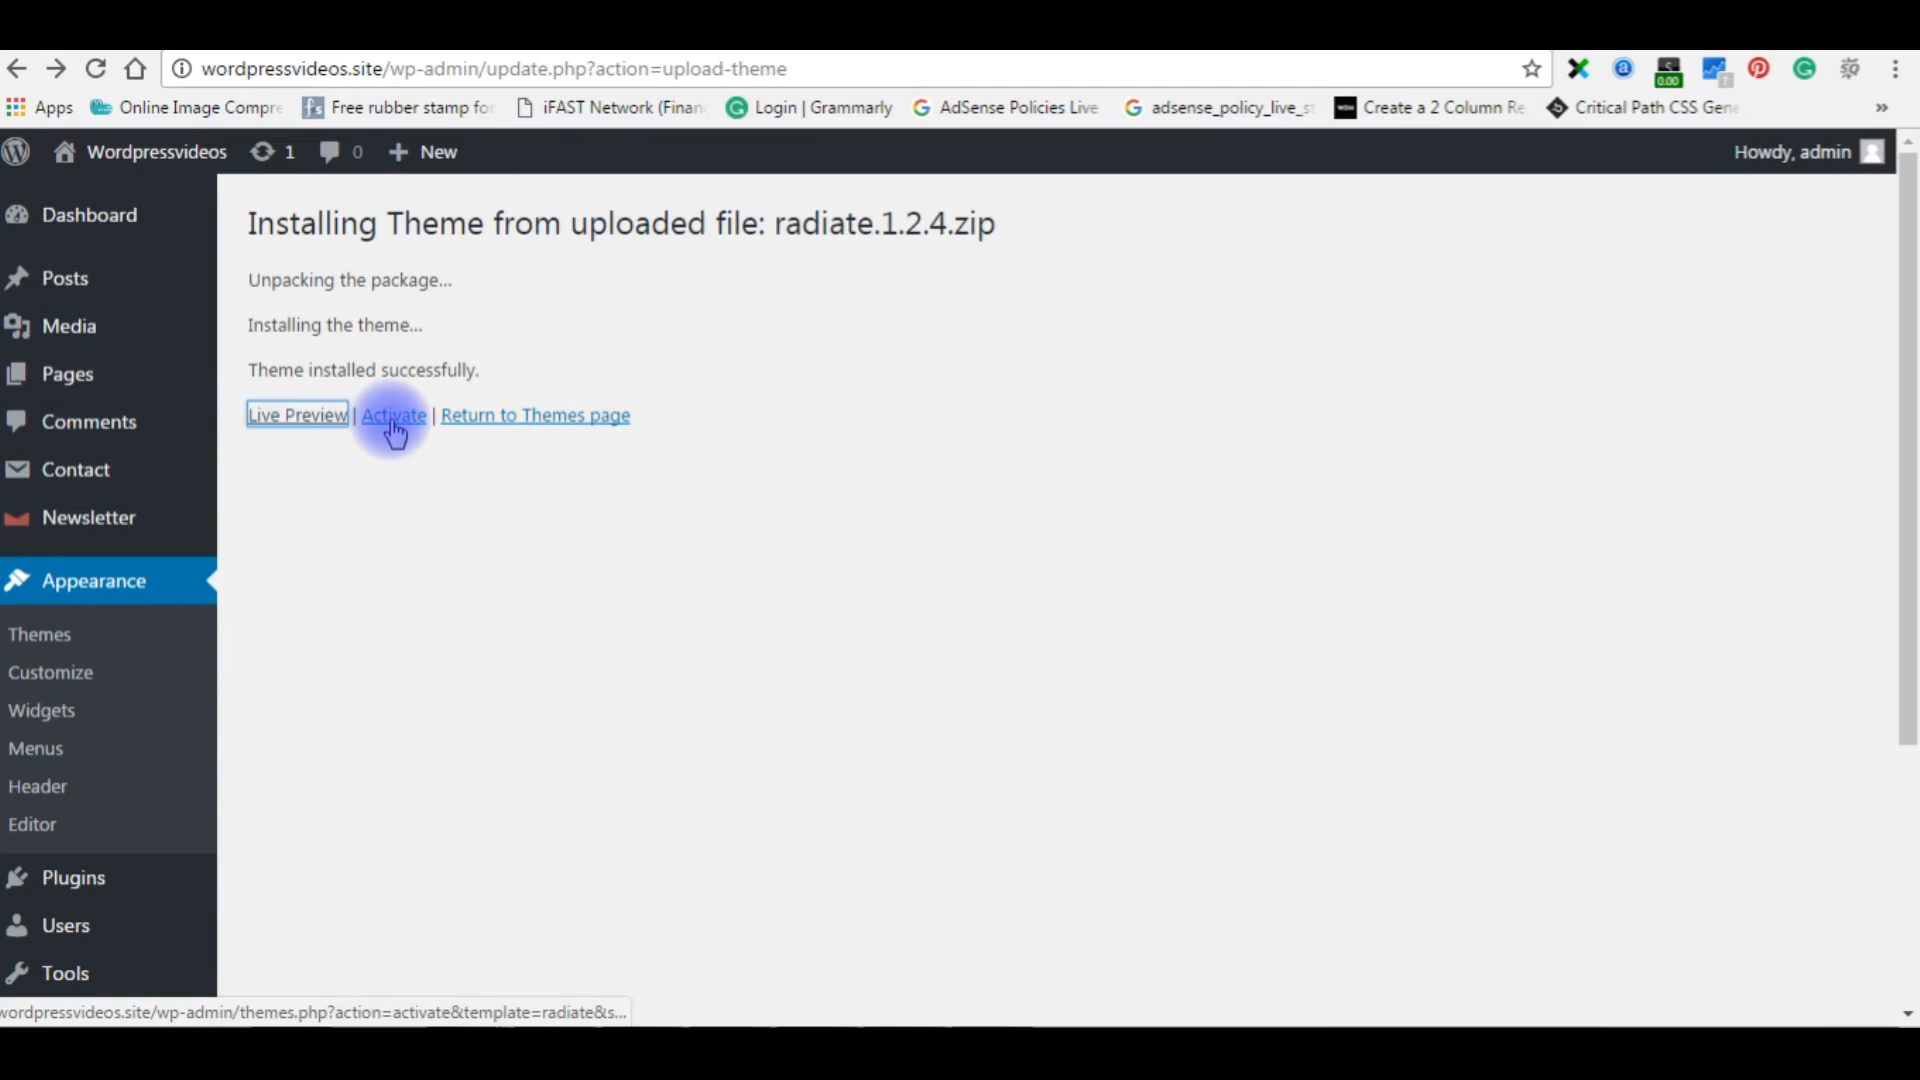 wordpressvideos.site/wp-admin/update.php?action=upload-theme
0.00
Apps Online Image Compre Free rubber stamp for iFAST Network (Finan Login | Grammarly AdSense Policies Live adsense_policy_live_s Create a 2 Column Re Critical Path CSS Gene »
Wordpressvideos 1 0 + New Howdy, admin
Dashboard
Posts
Media
Pages
Comments
Contact
Newsletter
Appearance
Themes
Customize
Widgets
Menus
Header
Editor
Plugins
Users
Tools
Installing Theme from uploaded file: radiate.1.2.4.zip
Unpacking the package...
Installing the theme...
Theme installed successfully.
Live Preview | Activate | Return to Themes page
wordpressvideos.site/wp-admin/themes.php?action=activate&template=radiate&s...